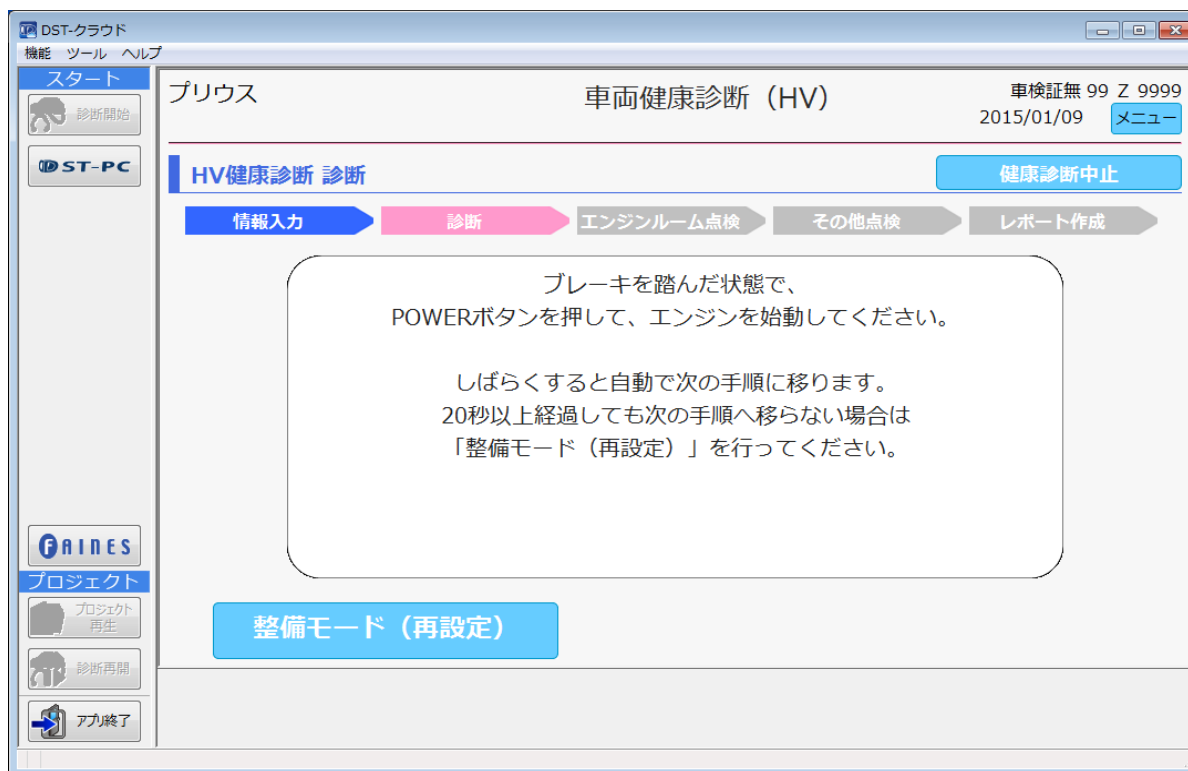 DST-クラウド
機能 ツール ヘルプ
スタート
診断開始
DST-PC
FAINES
プロジェクト
プロジェクト
再生
診断再開
アプリ終了
プリウス
車両健康診断（HV）
車検証無 99 Z 9999
2015/01/09 メニュー
HV健康診断 診断
健康診断中止
情報入力 診断 エンジンルーム点検 その他点検 レポート作成
ブレーキを踏んだ状態で、
POWERボタンを押して、エンジンを始動してください。
しばらくすると自動で次の手順に移ります。
20秒以上経過しても次の手順へ移らない場合は
「整備モード（再設定）」を行ってください。
整備モード（再設定）